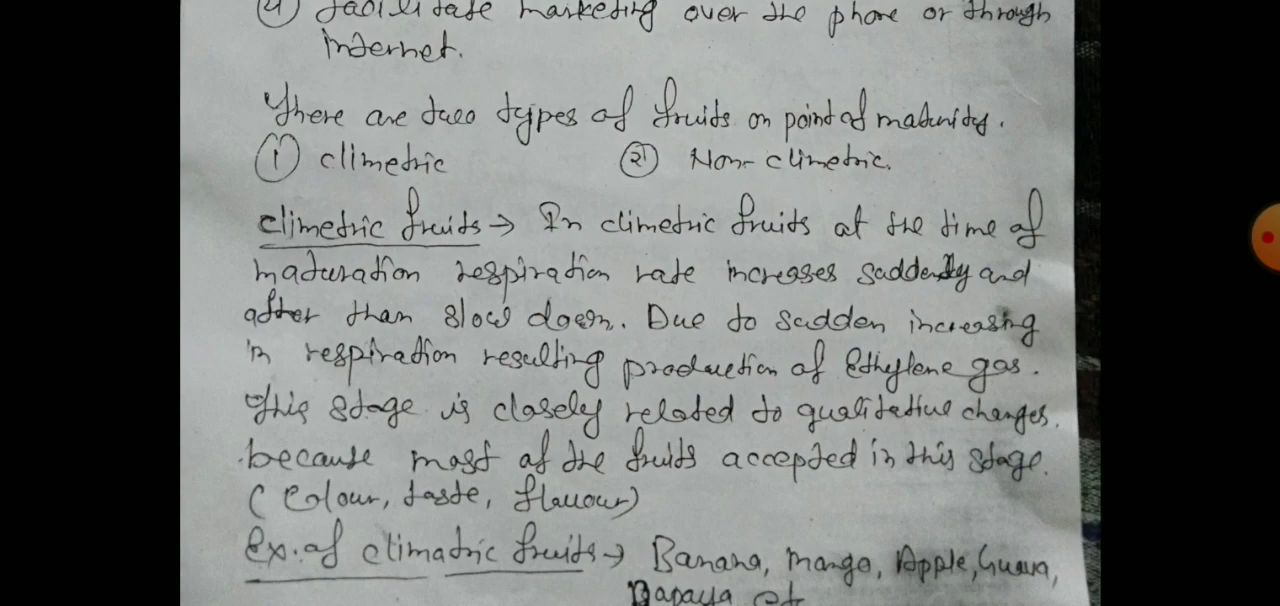 (4) facilitate marketing over the phone or through
internet.
There are two types of fruits on point of maturity.
(1) climetric (२) Non-climetric.
climetric fruits → In climetric fruits at the time of
maturation respiration rate increases suddenly and
after than slow down. Due to sudden increasing
in respiration resulting production of Ethylene gas.
This stage is closely related to qualitative changes.
because most of the fruits accepted in this stage.
(Colour, taste, flavour)
Ex. of climatric fruits → Banana, mango, Apple, Guava,
Papaya et